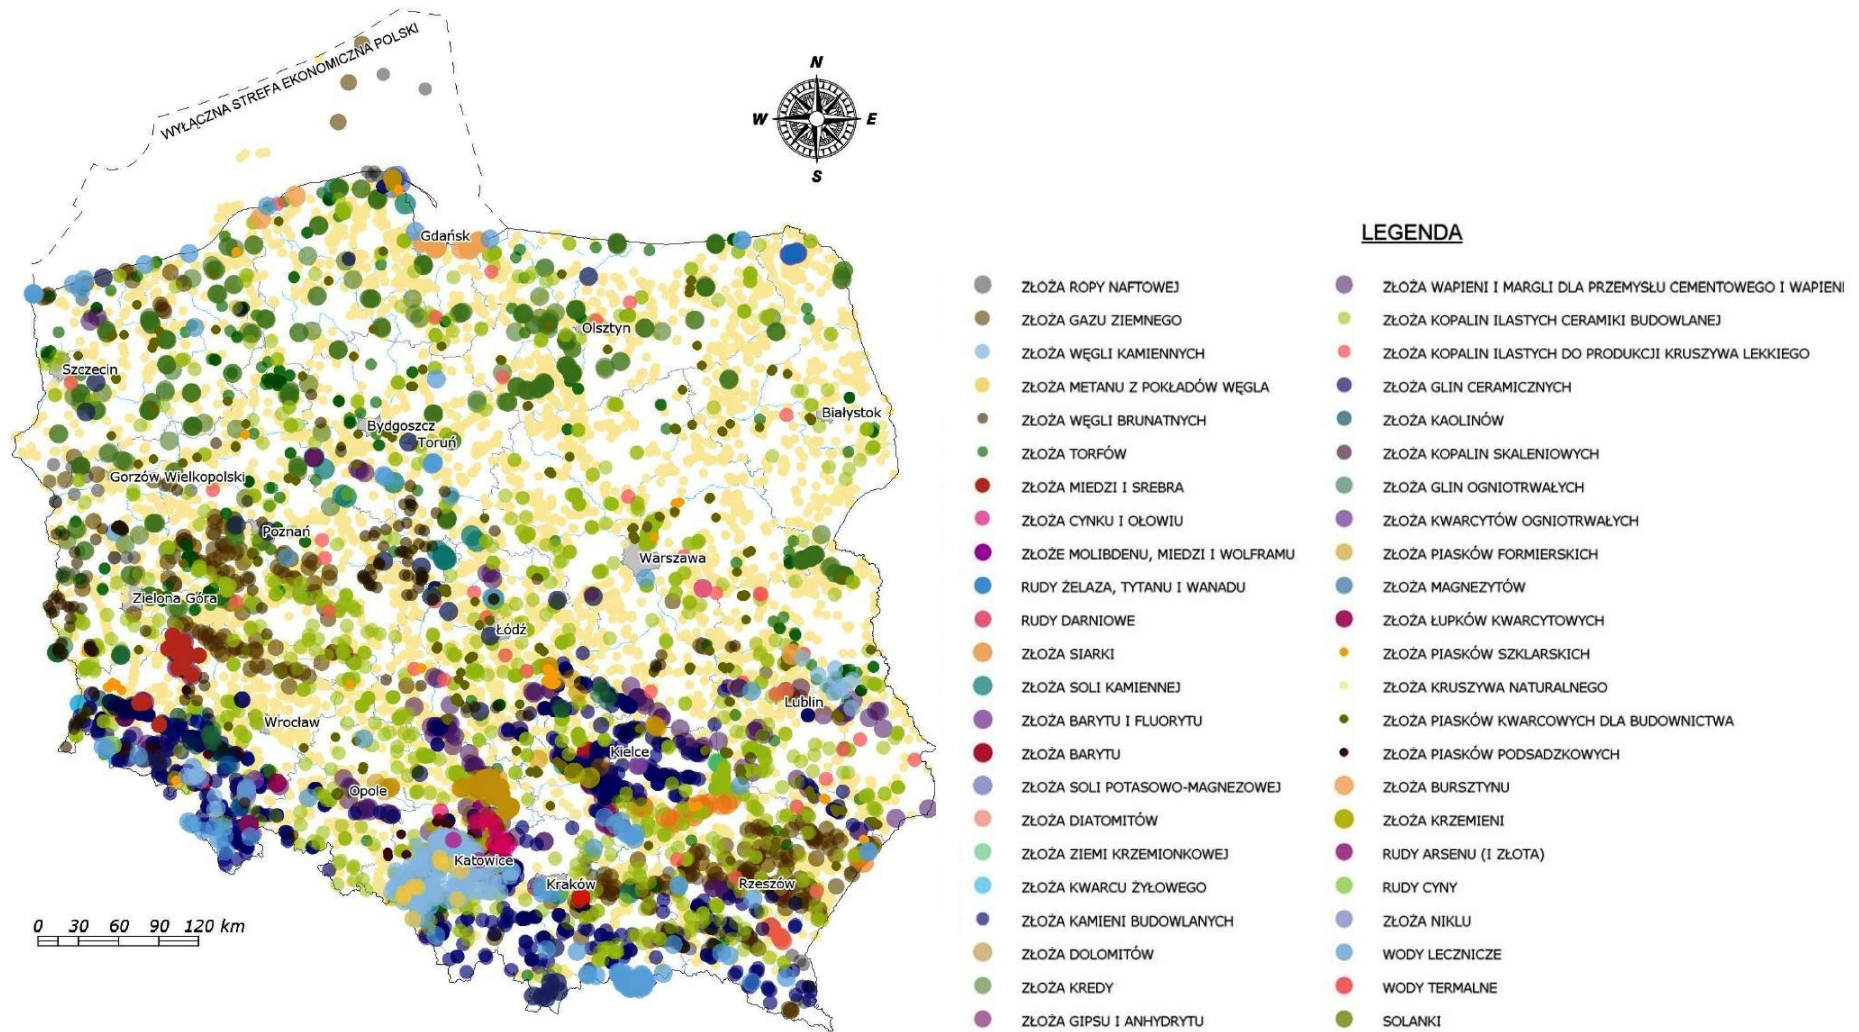 WYŁĄCZNA STREFA EKONOMICZNA POLSKI
N
W
E
S
Gdańsk
Olsztyn
Szczecin
Białystok
Bydgoszcz
Toruń
Gorzów Wielkopolski
Poznań
Warszawa
Zielona Góra
Łódź
Lublin
Wrocław
Kielce
Opole
Katowice
Kraków
Rzeszów
0 30 60 90 120 km
LEGENDA
ZŁOŻA ROPY NAFTOWEJ
ZŁOŻA GAZU ZIEMNEGO
ZŁOŻA WĘGLI KAMIENNYCH
ZŁOŻA METANU Z POKŁADÓW WĘGLA
ZŁOŻA WĘGLI BRUNATNYCH
ZŁOŻA TORFÓW
ZŁOŻA MIEDZI I SREBRA
ZŁOŻA CYNKU I OŁOWIU
ZŁOŻE MOLIBDENU, MIEDZI I WOLFRAMU
RUDY ŻELAZA, TYTANU I WANADU
RUDY DARNIOWE
ZŁOŻA SIARKI
ZŁOŻA SOLI KAMIENNEJ
ZŁOŻA BARYTU I FLUORYTU
ZŁOŻA BARYTU
ZŁOŻA SOLI POTASOWO-MAGNEZOWEJ
ZŁOŻA DIATOMITÓW
ZŁOŻA ZIEMI KRZEMIONKOWEJ
ZŁOŻA KWARCU ŻYŁOWEGO
ZŁOŻA KAMIENI BUDOWLANYCH
ZŁOŻA DOLOMITÓW
ZŁOŻA KREDY
ZŁOŻA GIPSU I ANHYDRYTU
ZŁOŻA WAPIENI I MARGLI DLA PRZEMYSŁU CEMENTOWEGO I WAPIENI
ZŁOŻA KOPALIN ILASTYCH CERAMIKI BUDOWLANEJ
ZŁOŻA KOPALIN ILASTYCH DO PRODUKCJI KRUSZYWA LEKKIEGO
ZŁOŻA GLIN CERAMICZNYCH
ZŁOŻA KAOLINÓW
ZŁOŻA KOPALIN SKALENIOWYCH
ZŁOŻA GLIN OGNIOTRWAŁYCH
ZŁOŻA KWARCYTÓW OGNIOTRWAŁYCH
ZŁOŻA PIASKÓW FORMIERSKICH
ZŁOŻA MAGNEZYTÓW
ZŁOŻA ŁUPKÓW KWARCYTOWYCH
ZŁOŻA PIASKÓW SZKLARSKICH
ZŁOŻA KRUSZYWA NATURALNEGO
ZŁOŻA PIASKÓW KWARCOWYCH DLA BUDOWNICTWA
ZŁOŻA PIASKÓW PODSADZKOWYCH
ZŁOŻA BURSZTYNU
ZŁOŻA KRZEMIENI
RUDY ARSENU (I ZŁOTA)
RUDY CYNY
ZŁOŻA NIKLU
WODY LECZNICZE
WODY TERMALNE
SOLANKI